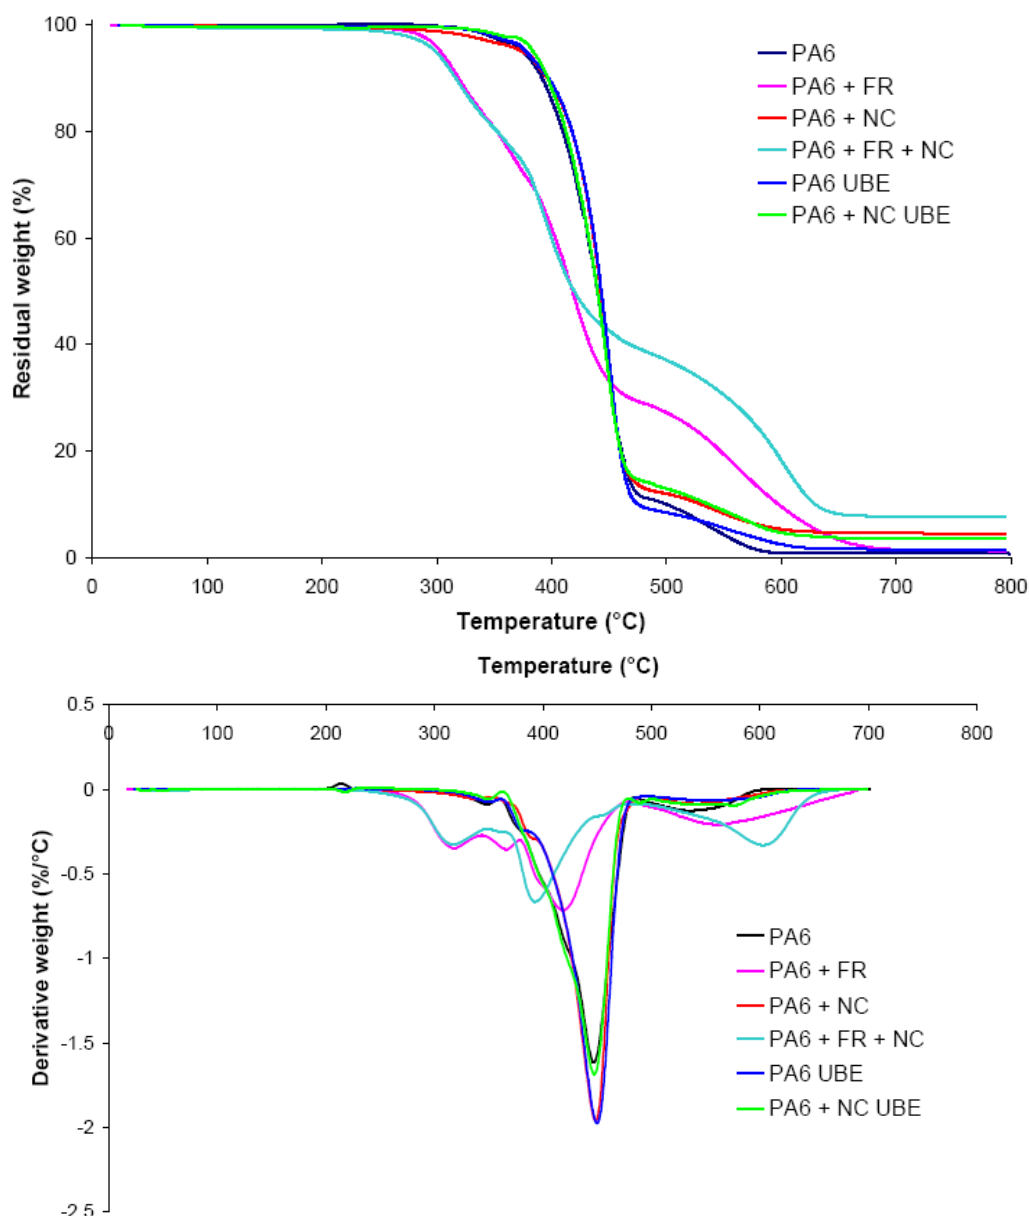 100
80
60
40
20
0
Residual weight (%)
0 100 200 300 400 500 600 700 800
Temperature (°C)
PA6
PA6 + FR
PA6 + NC
PA6 + FR + NC
PA6 UBE
PA6 + NC UBE
Temperature (°C)
0.5
0 100 200 300 400 500 600 700 800
0
-0.5
-1
-1.5
-2
-2.5
Derivative weight (%/°C)
PA6
PA6 + FR
PA6 + NC
PA6 + FR + NC
PA6 UBE
PA6 + NC UBE